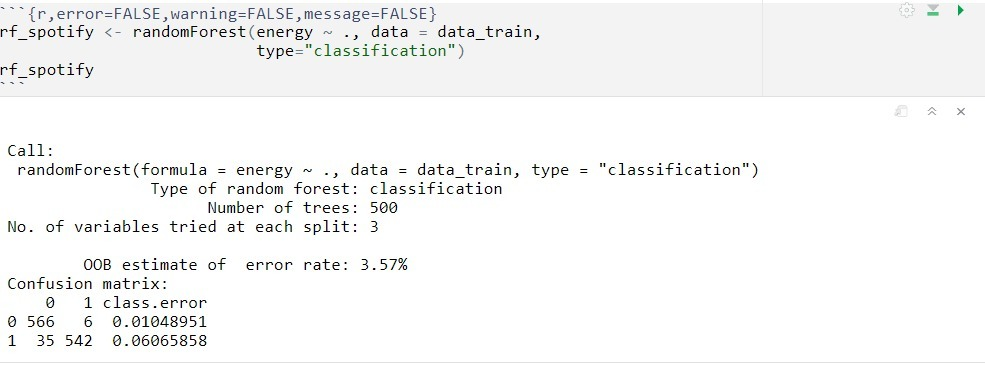 ```{r,error=FALSE,warning=FALSE,message=FALSE}
rf_spotify <- randomForest(energy ~ ., data = data_train,
                           type="classification")
rf_spotify
```
Call:
 randomForest(formula = energy ~ ., data = data_train, type = "classification")
               Type of random forest: classification
                     Number of trees: 500
No. of variables tried at each split: 3
        OOB estimate of  error rate: 3.57%
Confusion matrix:
    0   1 class.error
0 566   6  0.01048951
1  35 542  0.06065858